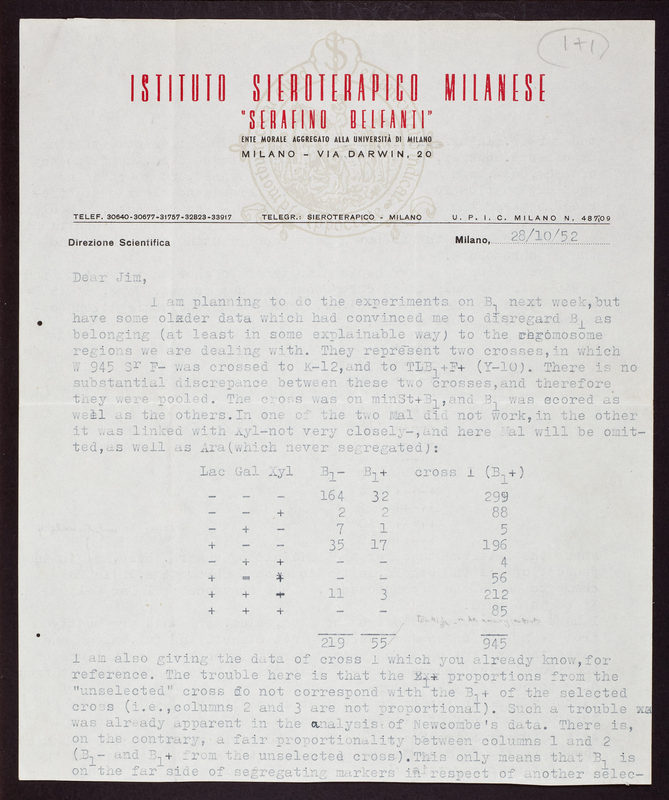 1+1
ISTITUTO SIEROTERAPICO MILANESE
"SERAFINO BELFANTI"
ENTE MORALE AGGREGATO ALLA UNIVERSITÀ DI MILANO
MILANO - VIA DARWIN, 20
TELEF. 30640-30677-31757-32823-33917 TELEGR.: SIEROTERAPICO - MILANO U. P. I. C. MILANO N. 487/09
Direzione Scientifica Milano, 28/10/52
Dear Jim,
I am planning to do the experiments on B1 next week, but
have some older data which had convinced me to disregard B1 as
belonging (at least in some explainable way) to the chromosome
regions we are dealing with. They represent two crosses, in which
W 945 Sr F- was crossed to K-12, and to TLB1+F+ (Y-10). There is no
substantial discrepance between these two crosses, and therefore
they were pooled. The cross was on minSt+B1, and B1 was scored as
well as the others. In one of the two Mal did not work, in the other
it was linked with Xyl-not very closely-, and here Mal will be omit-
ted, as well as Ara (which never segregated):
Lac Gal Xyl B1- B1+ cross 1 (B1+)
- - - 164 32 299
- - + 2 2 88
- + - 7 1 5
+ - - 35 17 196
- + + - - 4
+ = + - - 56
+ + + 11 3 212
+ + + - - 85
219 55 945
I am also giving the data of cross 1 which you already know, for
reference. The trouble here is that the proportions from the
"unselected" cross do not correspond with the B1+ of the selected
cross (i.e., columns 2 and 3 are not proportional). Such a trouble
was already apparent in the analysis of Newcombe's data. There is,
on the contrary, a fair proportionality between columns 1 and 2
(B1- and B1+ from the unselected cross). This only means that B1 is
on the far side of segregating markers in respect of another selec-